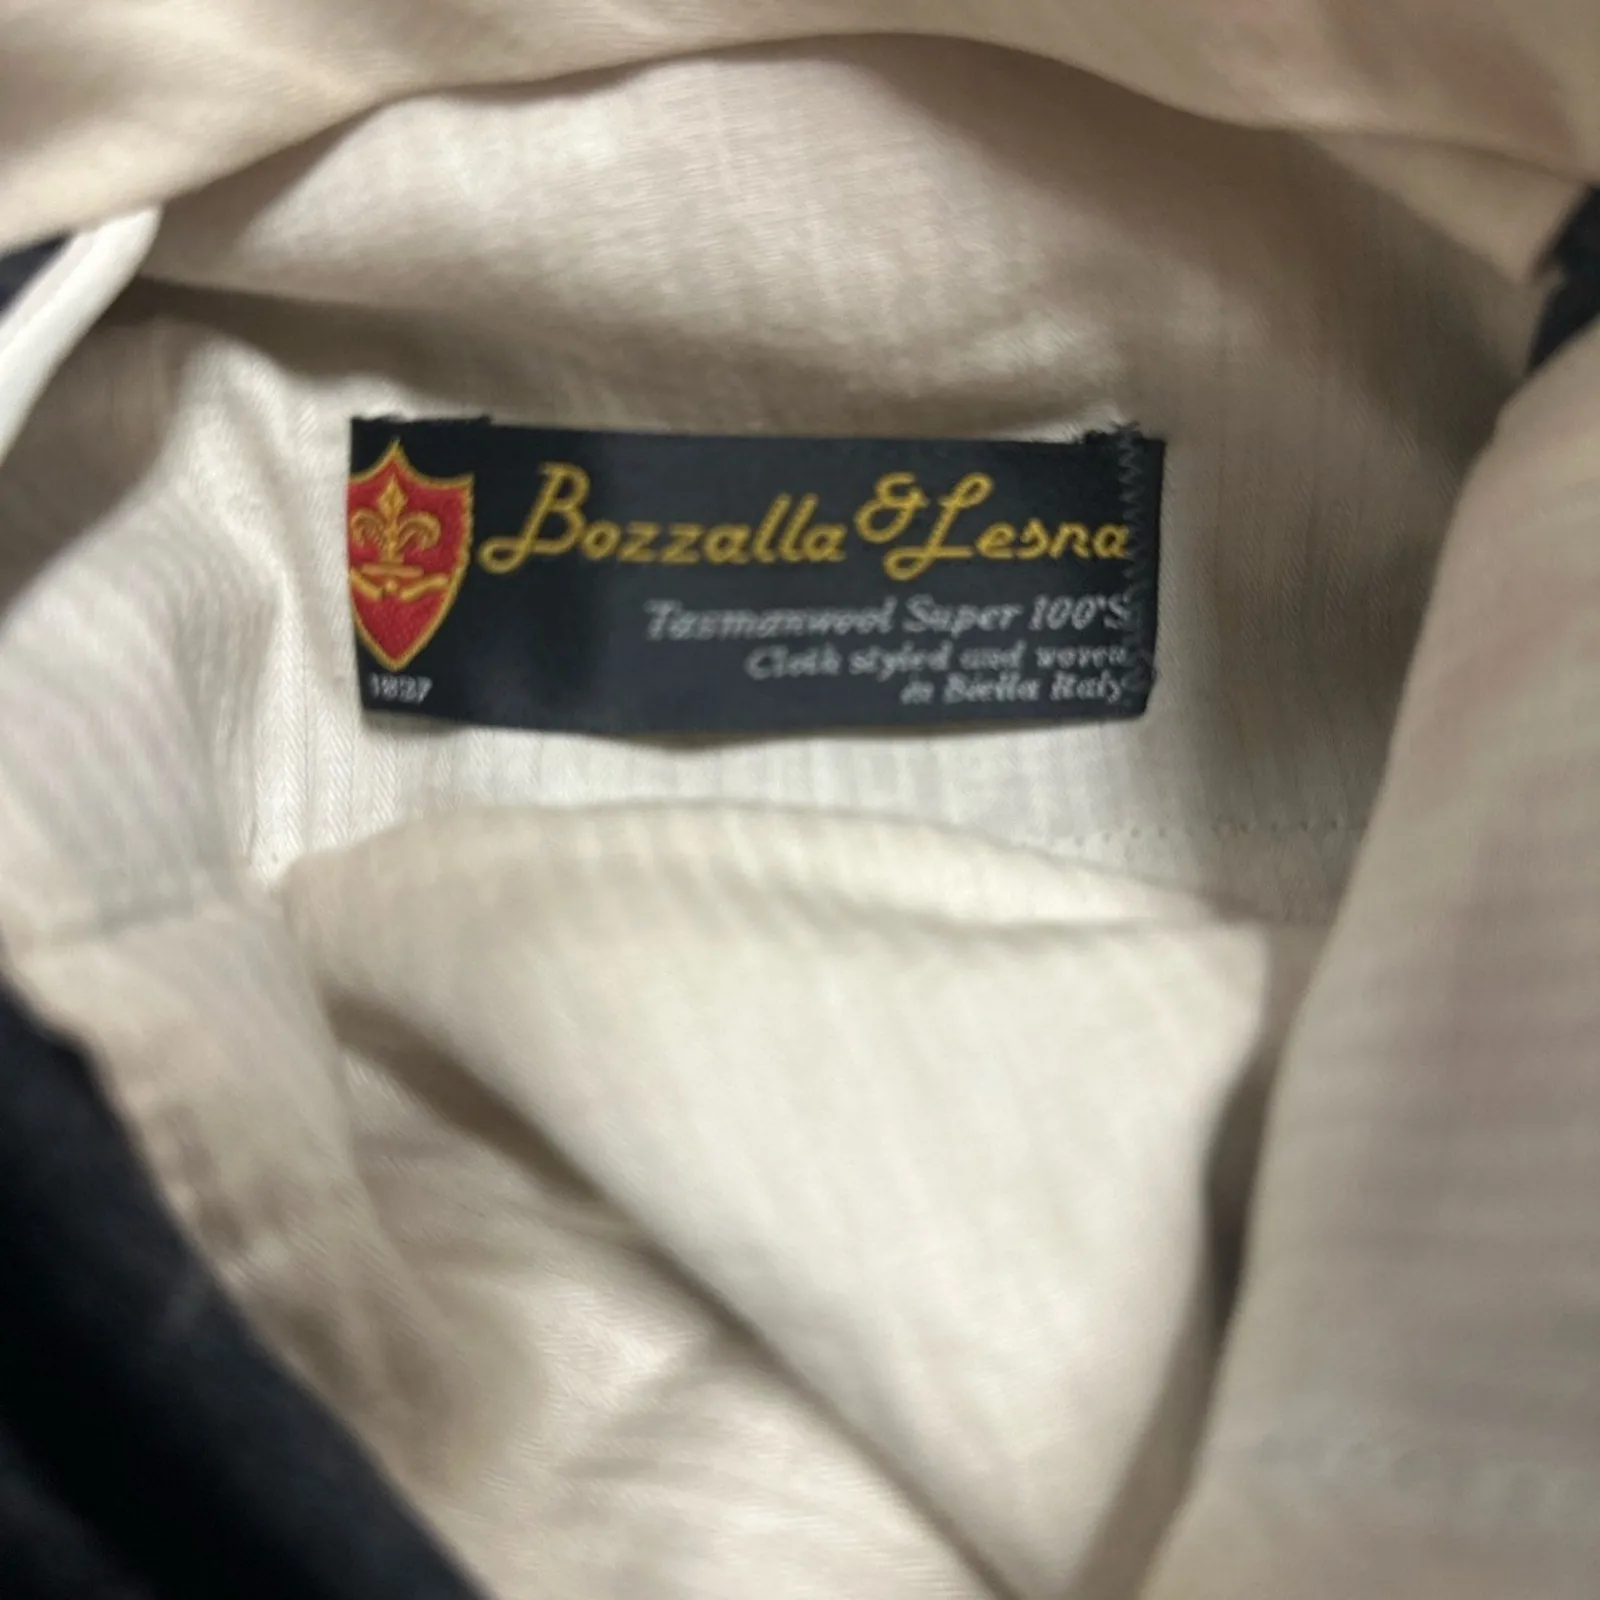 Bozzalla & Lesna
Tasmanwool Super 100'S
Cloth styled and woven
in Biella Italy
1837